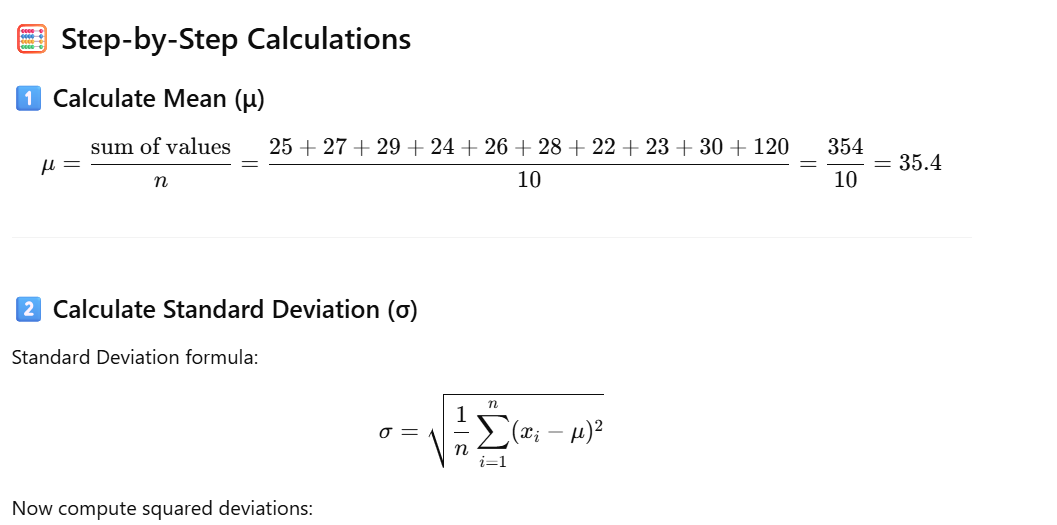 🧮 Step-by-Step Calculations
1️⃣ Calculate Mean (μ)
μ = sum of values / n = 25 + 27 + 29 + 24 + 26 + 28 + 22 + 23 + 30 + 120 / 10 = 354 / 10 = 35.4
2️⃣ Calculate Standard Deviation (σ)
Standard Deviation formula:
σ = √(1/n ∑_{i=1}^{n} (x_i − μ)²)
Now compute squared deviations: